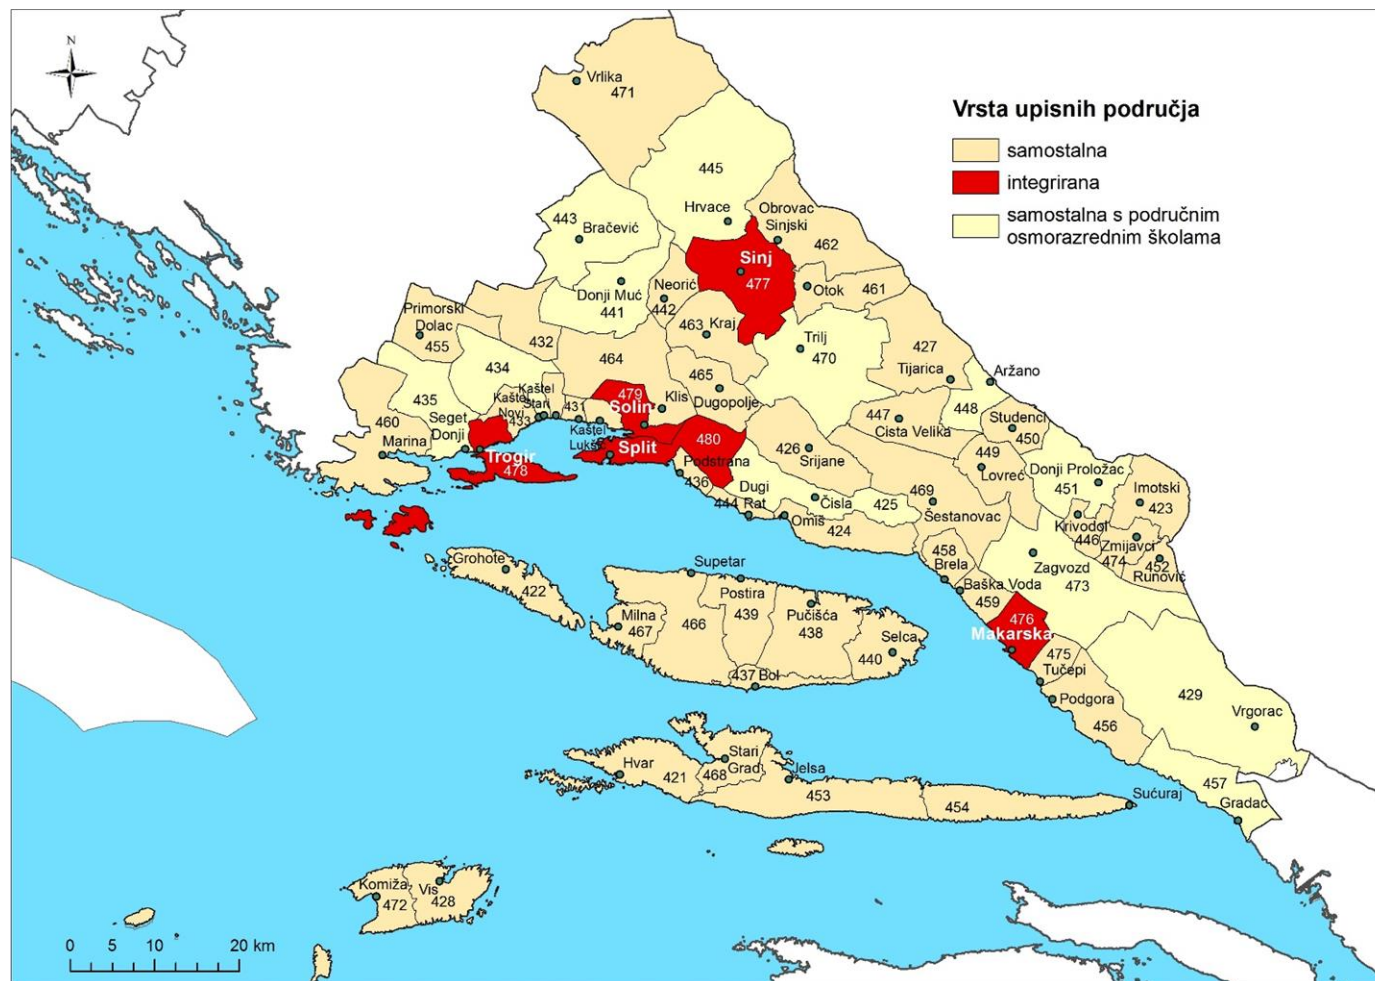 N
Vrsta upisnih područja
samostalna
integrirana
samostalna s područnim
osmorazrednim školama
Vrlika
471
445
Hrvace
Obrovac
Sinjski
462
443
Bračević
Sinj
477
Donji Muć
441
Neorić
442
Otok
461
Primorski
Dolac
455
432
463
Kraj
Trilj
470
427
Tijarica
Aržano
434
464
465
Dugopolje
435
Kaštel
Stari
Kaštel
Novi
433
431
479
Solin
Klis
447
Cista Velika
448
Studenci
450
460
Marina
Seget
Donji
Kaštel
Lukšić
Split
480
426
Srijane
449
Lovreć
Donji Proložac
451
Trogir
478
Podstrana
436
Dugi
Rat
444
Čisla
425
469
Šestanovac
Imotski
423
Omiš
424
Krivodol
446
Zmijavci
474
452
Runović
458
Brela
Zagvozd
473
Grohote
422
Supetar
Postira
439
Pučišća
438
Baška Voda
459
Milna
467
466
Selca
440
476
Makarska
437
Bol
475
Tučepi
Podgora
456
429
Vrgorac
Hvar
421
Stari
Grad
468
Jelsa
453
454
Sućuraj
457
Gradac
Komiža
472
Vis
428
0 5 10 20 km